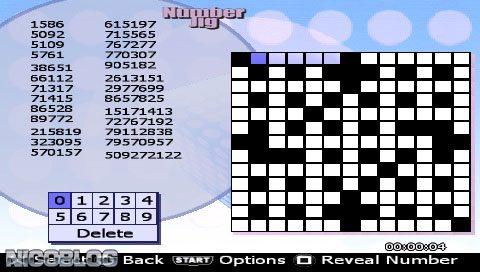 Number
Jig
1586 615197
5092 715565
5109 767277
5761 770307
38651 905182
66112 2613151
71317 2977699
71415 8657825
86528 15171413
89772 72767192
215819 79112838
323095 79570957
570157 509272122
0 1 2 3 4
5 6 7 8 9
Delete
00:00:04
Back START Options Reveal Number
NICOBLOG